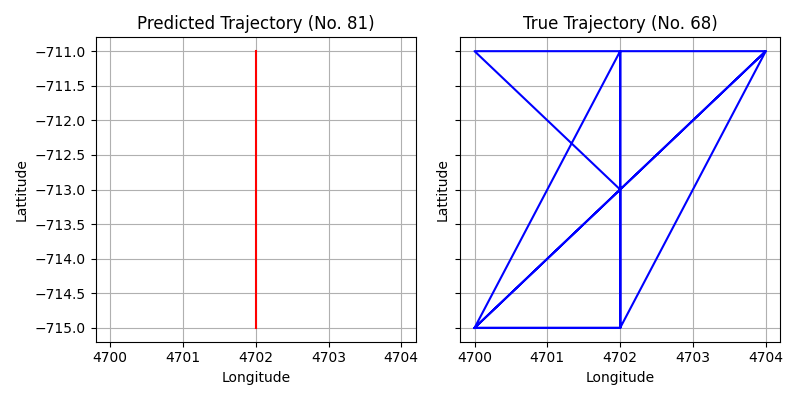 Predicted Trajectory (No. 81)
True Trajectory (No. 68)
Lattitude
−711.0
−711.5
−712.0
−712.5
−713.0
−713.5
−714.0
−714.5
−715.0
4700 4701 4702 4703 4704
Longitude
Lattitude
4700 4701 4702 4703 4704
Longitude